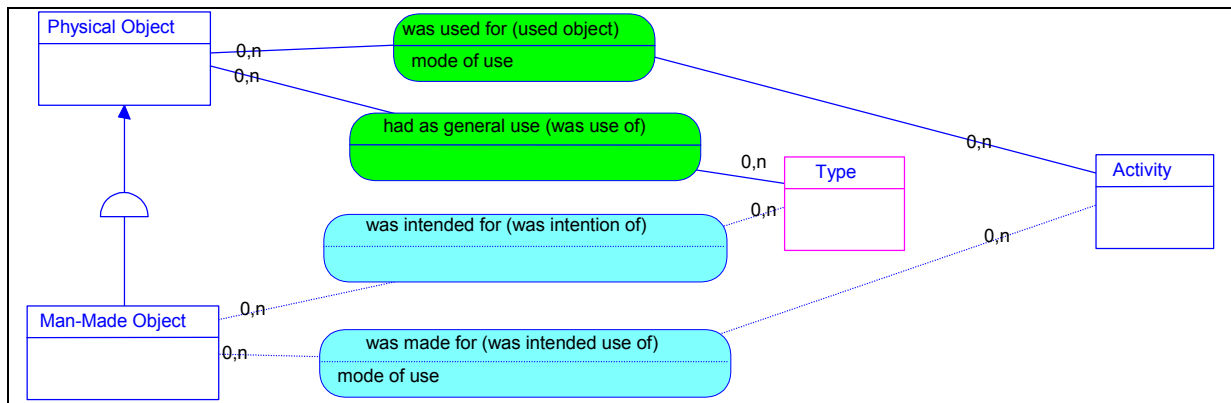 Physical Object
was used for (used object)
0,n
mode of use
0,n
had as general use (was use of)
0,n
0,n
Type
Activity
0,n
was intended for (was intention of)
0,n
0,n
Man-Made Object
was made for (was intended use of)
0,n
mode of use